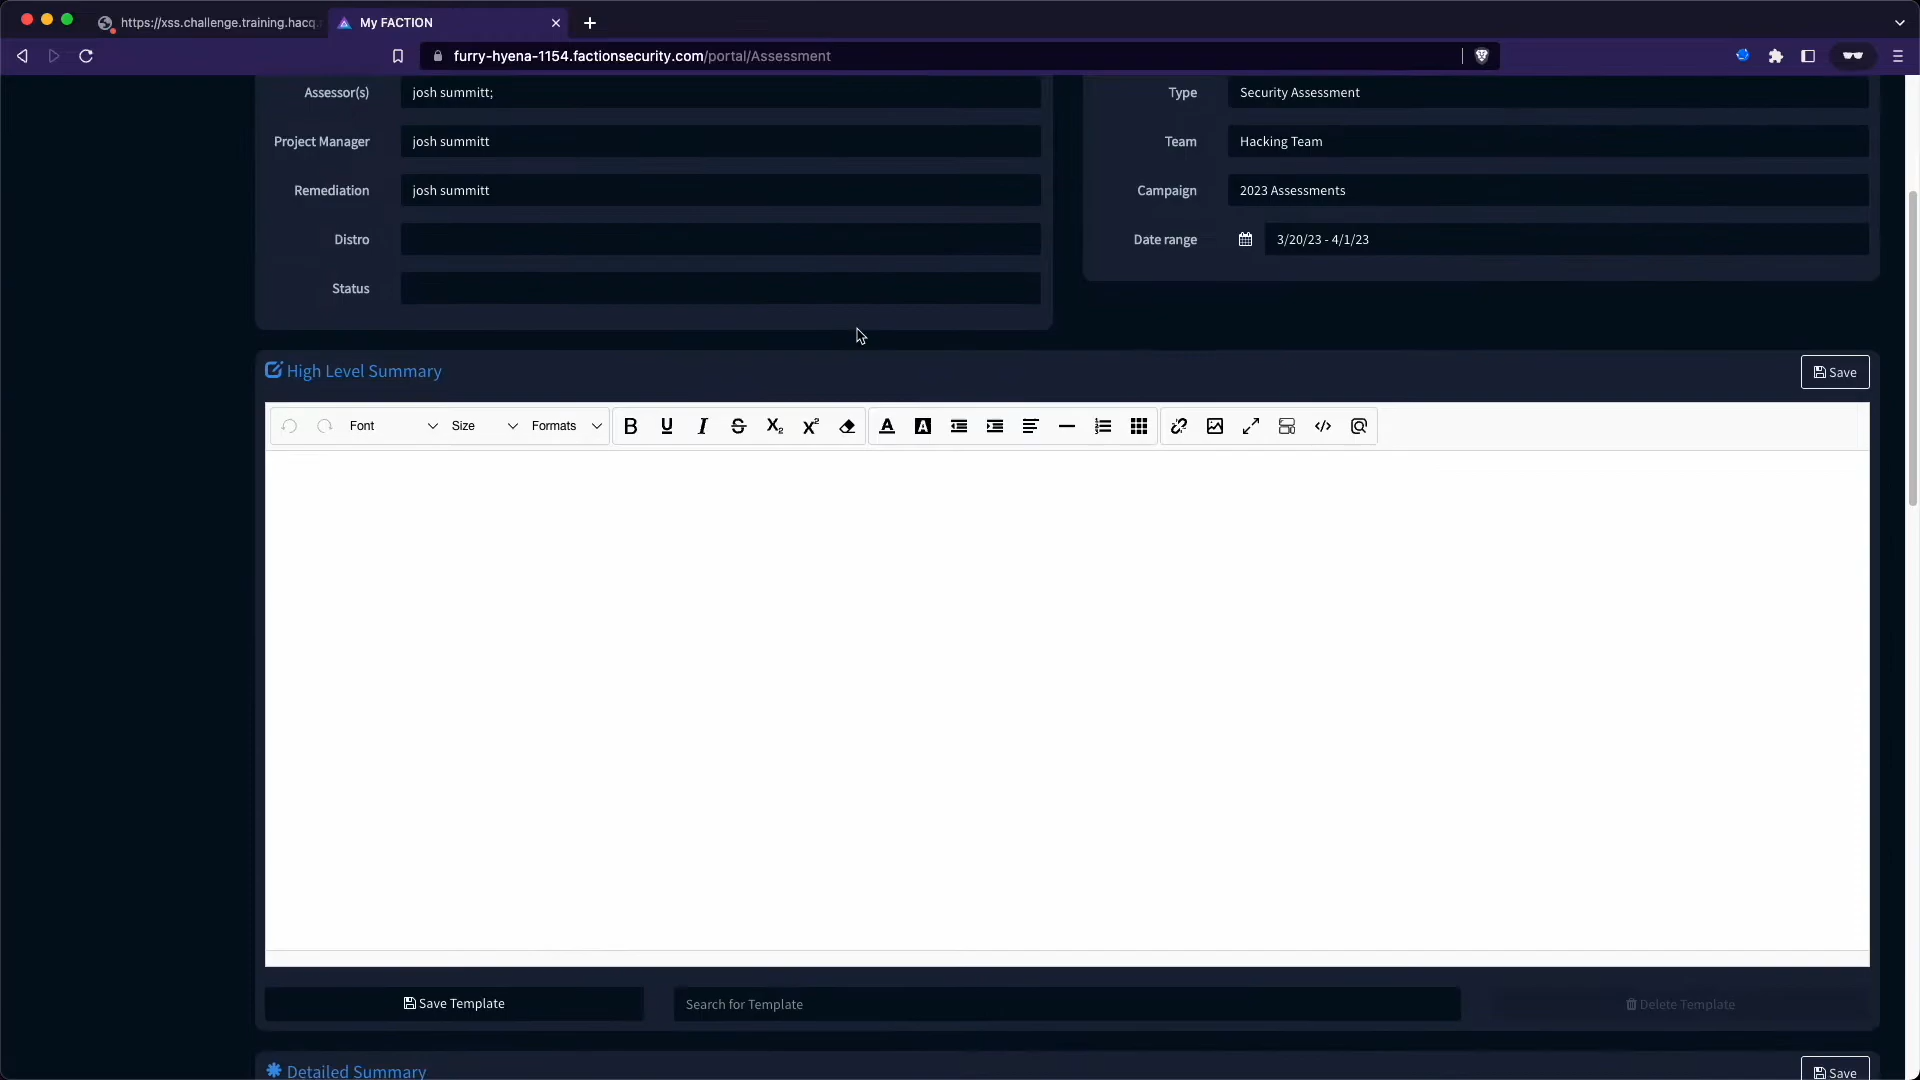 https://xss.challenge.training.hacq.
My FACTION
furry-hyena-1154.factionsecurity.com/portal/Assessment
Assessor(s) josh summitt;
Project Manager josh summitt
Remediation josh summitt
Distro
Status
Type Security Assessment
Team Hacking Team
Campaign 2023 Assessments
Date range 3/20/23 - 4/1/23
High Level Summary
Save
Font Size Formats B U I S X₂ X² A A </>
Save Template
Search for Template
Delete Template
Detailed Summary
Save